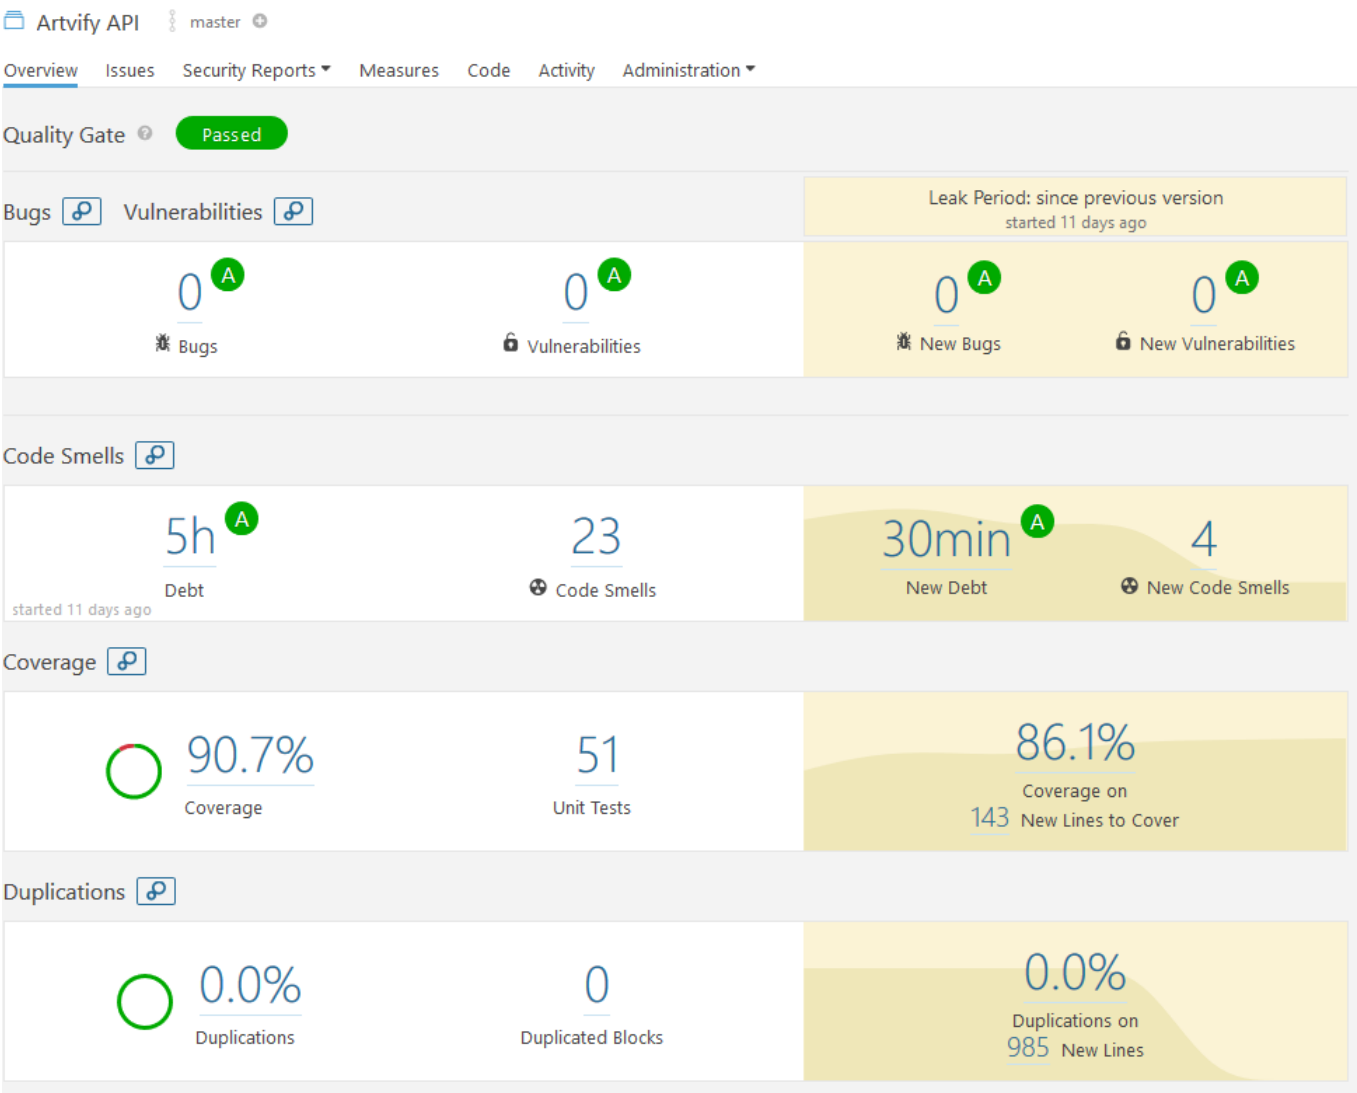 Artvify API master
Overview Issues Security Reports Measures Code Activity Administration
Quality Gate ? Passed
Leak Period: since previous version
started 11 days ago
Bugs Vulnerabilities
0 A
Bugs
0 A
Vulnerabilities
0 A
New Bugs
0 A
New Vulnerabilities
Code Smells
5h A
Debt
started 11 days ago
23
Code Smells
30min A
New Debt
4
New Code Smells
Coverage
90.7%
Coverage
51
Unit Tests
86.1%
Coverage on
143 New Lines to Cover
Duplications
0.0%
Duplications
0
Duplicated Blocks
0.0%
Duplications on
985 New Lines